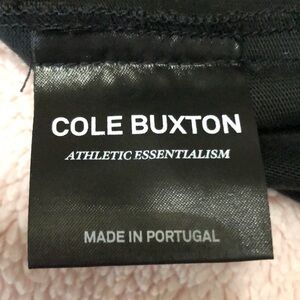 COLE BUXTON
ATHLETIC ESSENTIALISM
MADE IN PORTUGAL